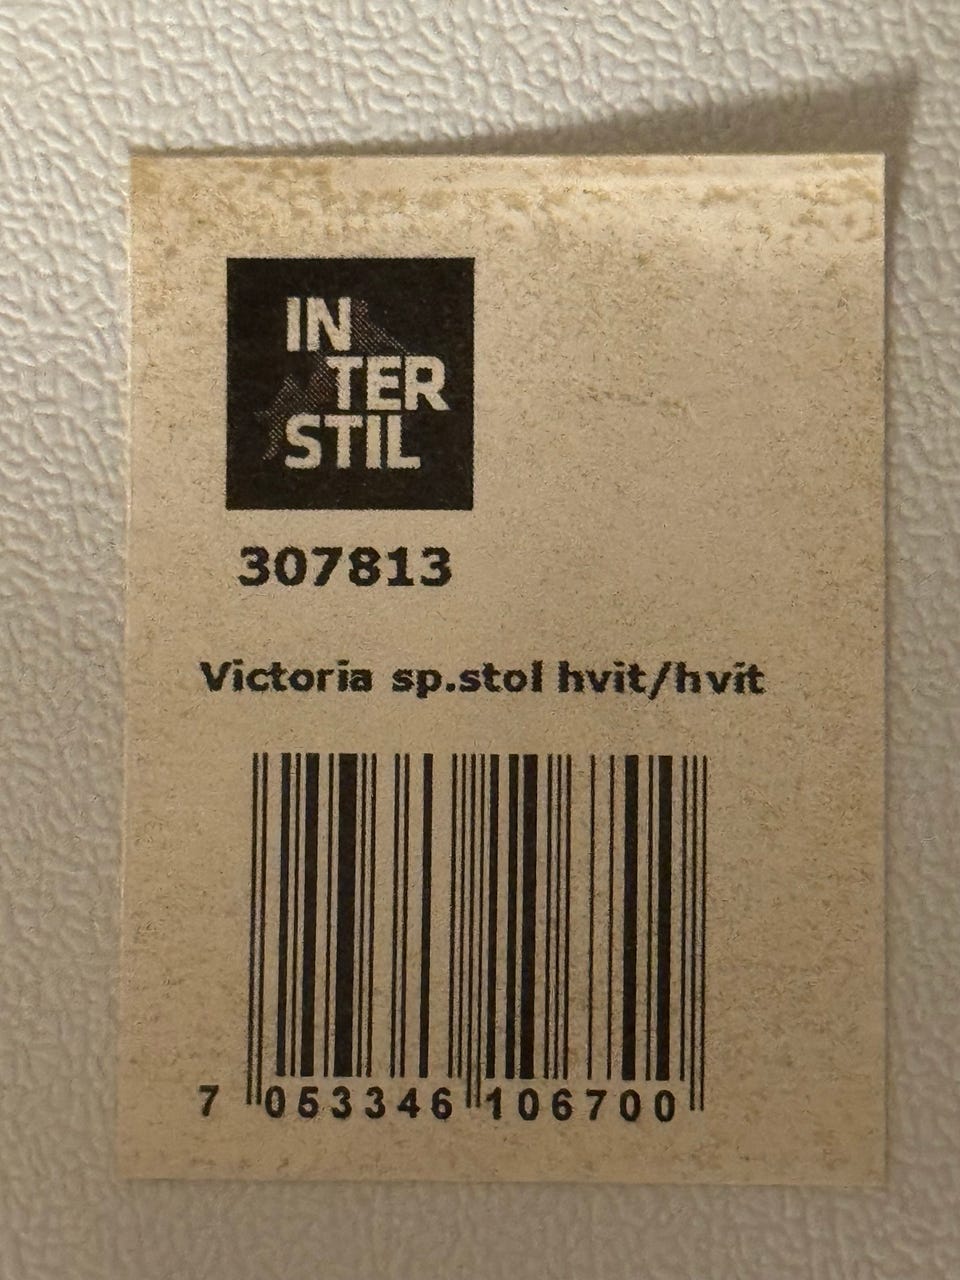 IN
TER
STIL
307813
Victoria sp.stol hvit/hvit
7 053346 106700